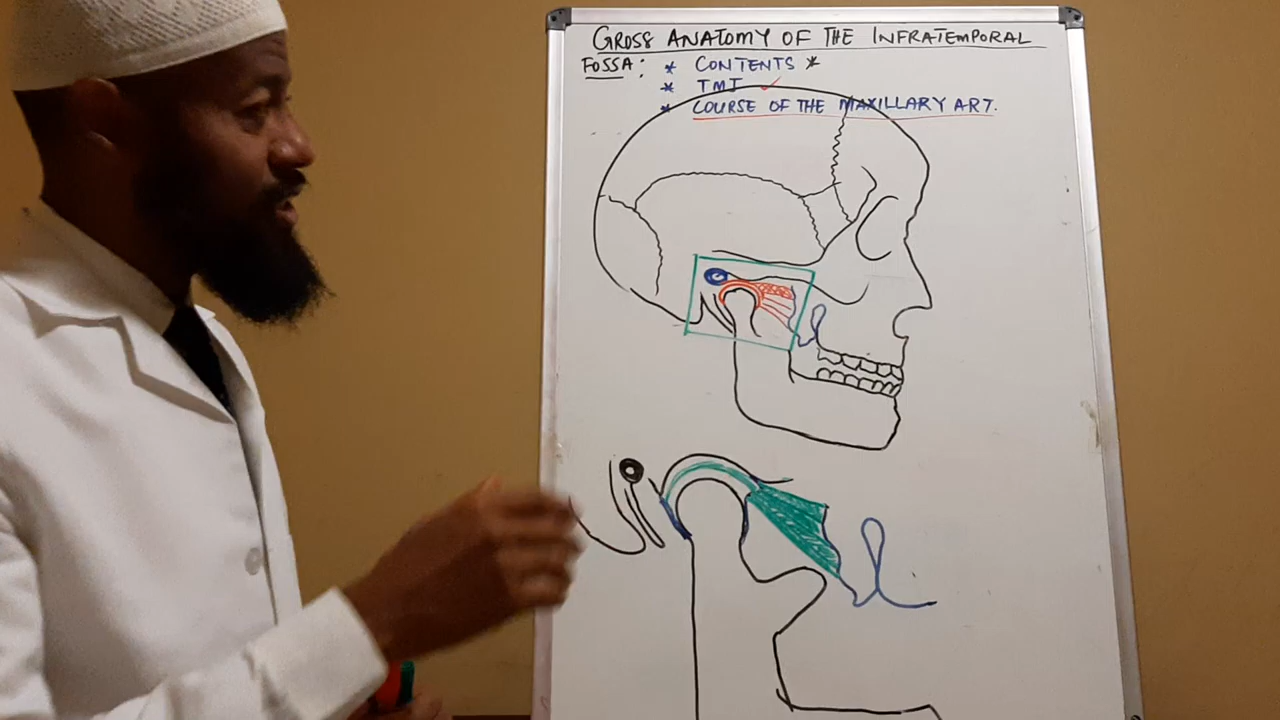 GROSS ANATOMY OF THE INFRATEMPORAL
FOSSA: * CONTENTS *
* TMJ ✓
* COURSE OF THE MAXILLARY ART.